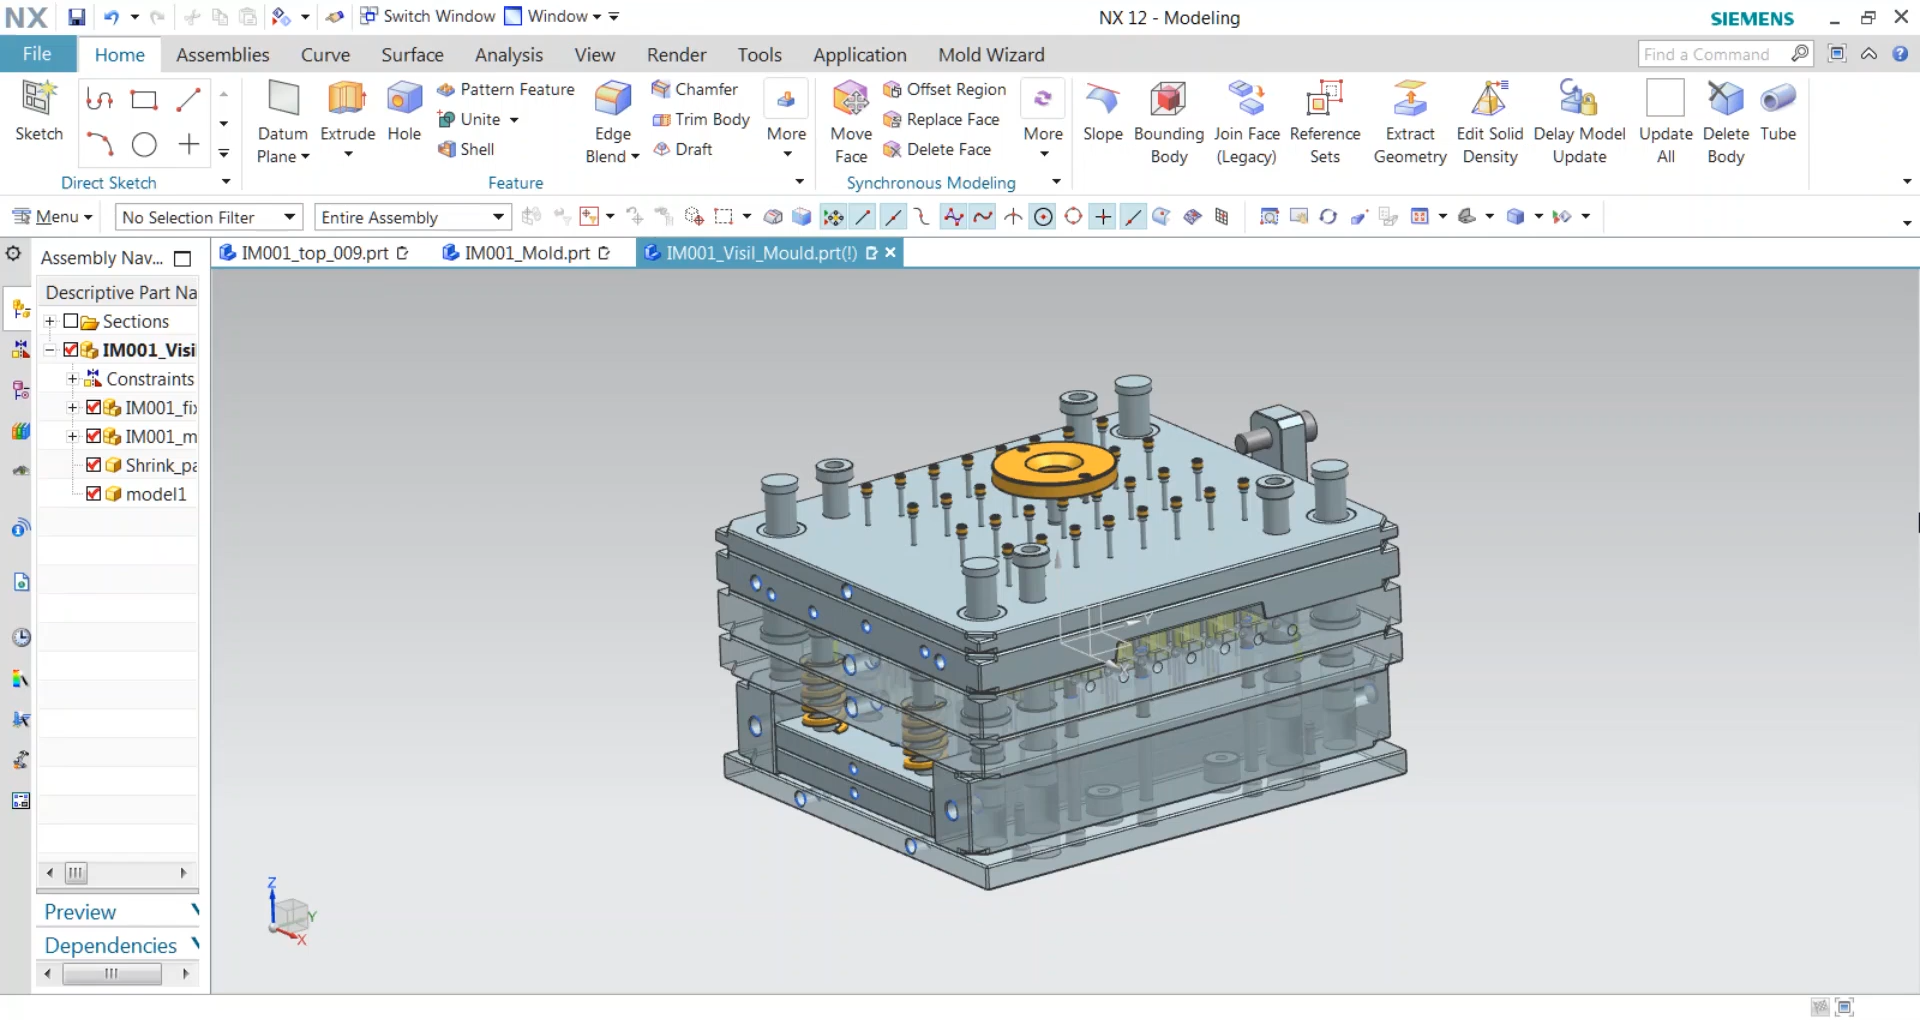 NX
Switch Window
Window
NX 12 - Modeling
SIEMENS
File
Home
Assemblies
Curve
Surface
Analysis
View
Render
Tools
Application
Mold Wizard
Find a Command
Sketch
Direct Sketch
Datum
Plane
Extrude
Hole
Pattern Feature
Unite
Shell
Edge
Blend
Chamfer
Trim Body
Draft
More
Feature
Move
Face
Offset Region
Replace Face
Delete Face
More
Synchronous Modeling
Slope
Bounding
Body
Join Face
(Legacy)
Reference
Sets
Extract
Geometry
Edit Solid
Density
Delay Model
Update
Update
All
Delete
Body
Tube
Menu
No Selection Filter
Entire Assembly
Assembly Nav...
IM001_top_009.prt
IM001_Mold.prt
IM001_Visil_Mould.prt(!)
Descriptive Part Na
Sections
IM001_Visi
Constraints
IM001_fix
IM001_m
Shrink_pa
model1
Preview
Dependencies
Z
Y
X
Y